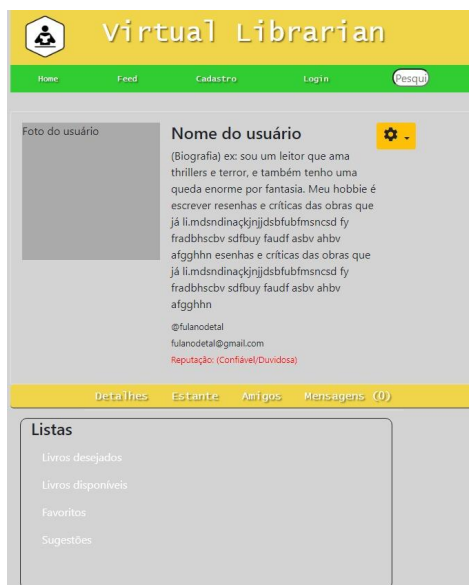 Virtual Librarian
Home Feed Cadastro Login Pesqui
Foto do usuário
Nome do usuário
(Biografia) ex: sou um leitor que ama
thrillers e terror, e também tenho uma
queda enorme por fantasia. Meu hobbie é
escrever resenhas e críticas das obras que
já li.mdsndinaçkjnjjdsbfubfmsncsd fy
fradbhscbv sdfbuy faudf asbv ahbv
afgghhn esenhas e críticas das obras que
já li.mdsndinaçkjnjjdsbfubfmsncsd fy
fradbhscbv sdfbuy faudf asbv ahbv
afgghhn
@fulanodetal
fulanodetal@gmail.com
Reputação: (Confiável/Duvidosa)
Detalhes Estante Amigos Mensagens (0)
Listas
Livros desejados
Livros disponíveis
Favoritos
Sugestões